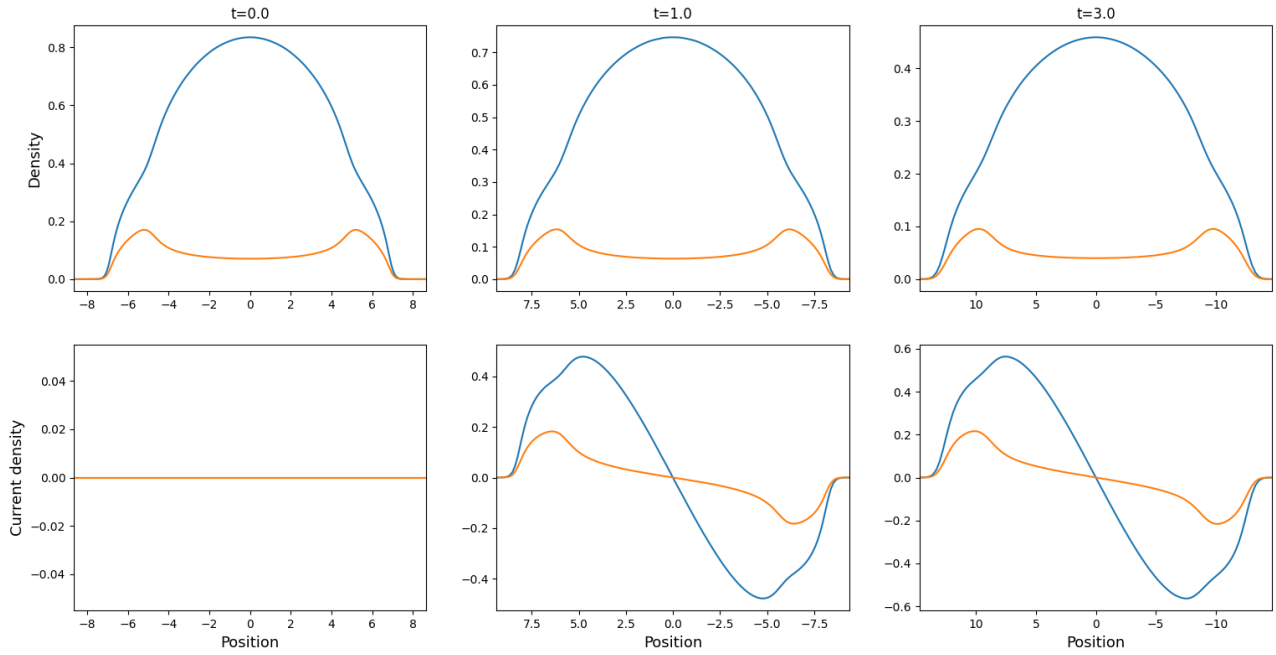 t=0.0
t=1.0
t=3.0
Density
0.8
0.6
0.4
0.2
0.0
−8 −6 −4 −2 0 2 4 6 8
0.7
0.6
0.5
0.4
0.3
0.2
0.1
0.0
7.5 5.0 2.5 0.0 −2.5 −5.0 −7.5
0.4
0.3
0.2
0.1
0.0
10 5 0 −5 −10
Current density
0.04
0.02
0.00
−0.02
−0.04
−8 −6 −4 −2 0 2 4 6 8
Position
0.4
0.2
0.0
−0.2
−0.4
7.5 5.0 2.5 0.0 −2.5 −5.0 −7.5
Position
0.6
0.4
0.2
0.0
−0.2
−0.4
−0.6
10 5 0 −5 −10
Position